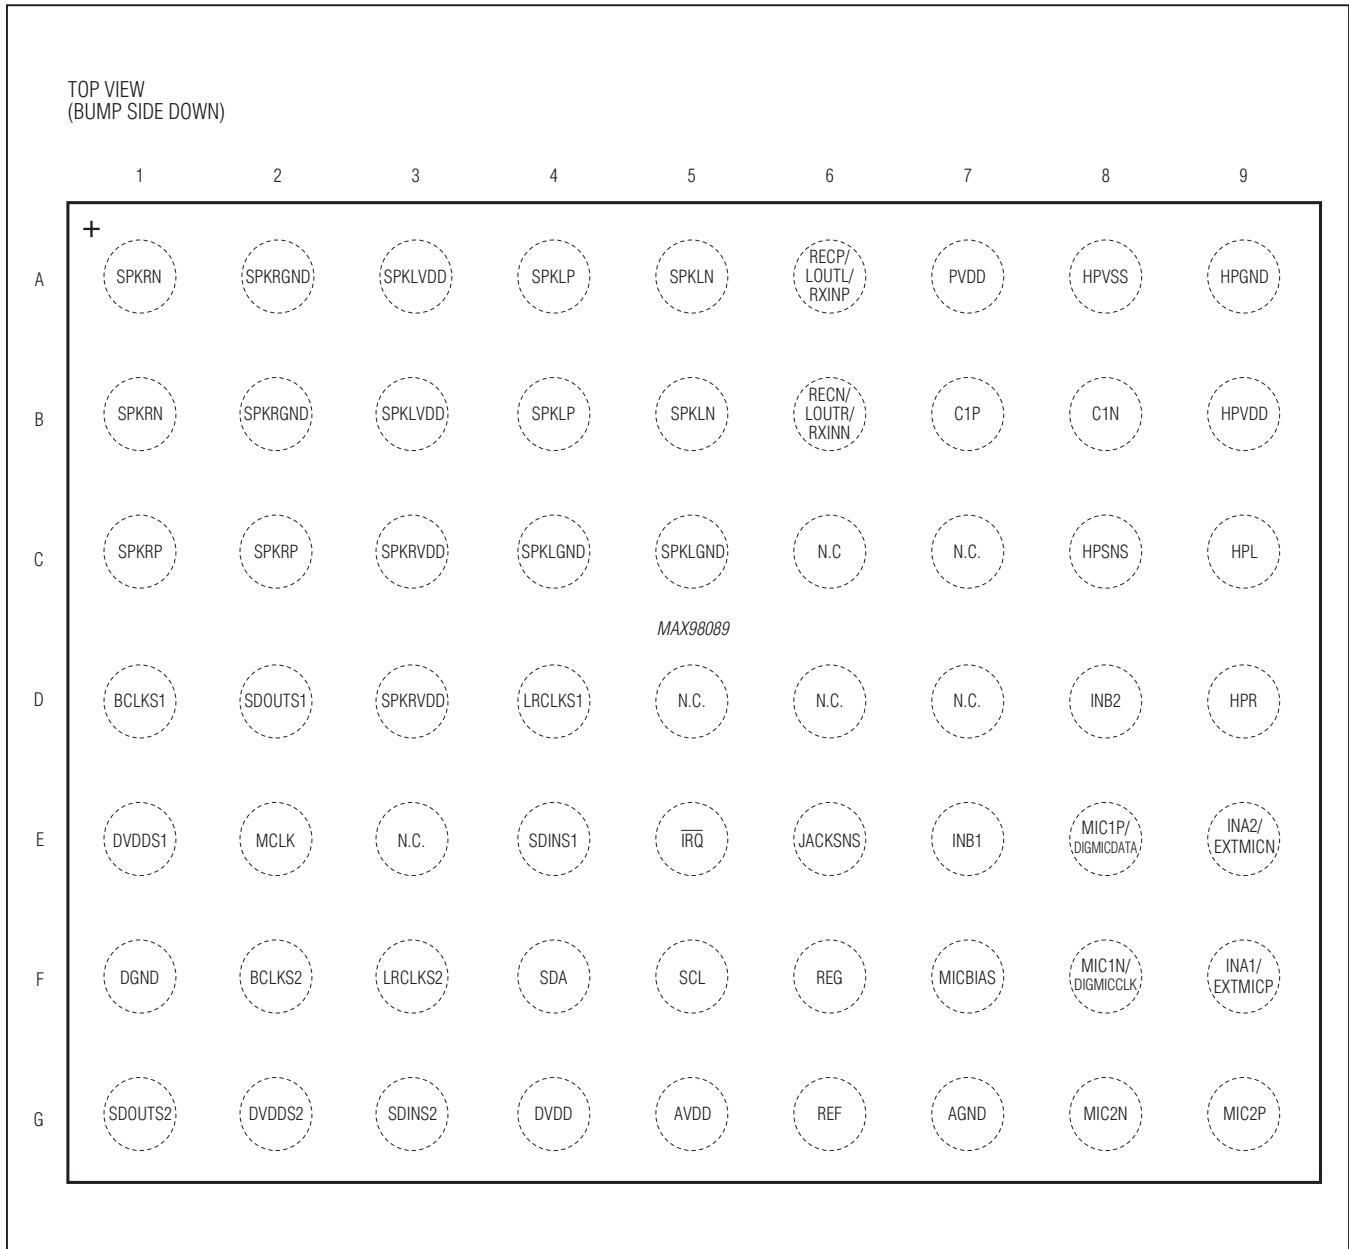 TOP VIEW
(BUMP SIDE DOWN)
1 2 3 4 5 6 7 8 9
+
A SPKRN SPKRGND SPKLVDD SPKLP SPKLN RECP/ LOUTL/ RXINP PVDD HPVSS HPGND
B SPKRN SPKRGND SPKLVDD SPKLP SPKLN RECN/ LOUTR/ RXINN C1P C1N HPVDD
C SPKRP SPKRP SPKRVDD SPKLGND SPKLGND N.C N.C. HPSNS HPL
MAX98089
D BCLKS1 SDOUTS1 SPKRVDD LRCLKS1 N.C. N.C. N.C. INB2 HPR
E DVDDS1 MCLK N.C. SDINS1 I̅R̅Q̅ JACKSNS INB1 MIC1P/ DIGMICDATA INA2/ EXTMICN
F DGND BCLKS2 LRCLKS2 SDA SCL REG MICBIAS MIC1N/ DIGMICCLK INA1/ EXTMICP
G SDOUTS2 DVDDS2 SDINS2 DVDD AVDD REF AGND MIC2N MIC2P